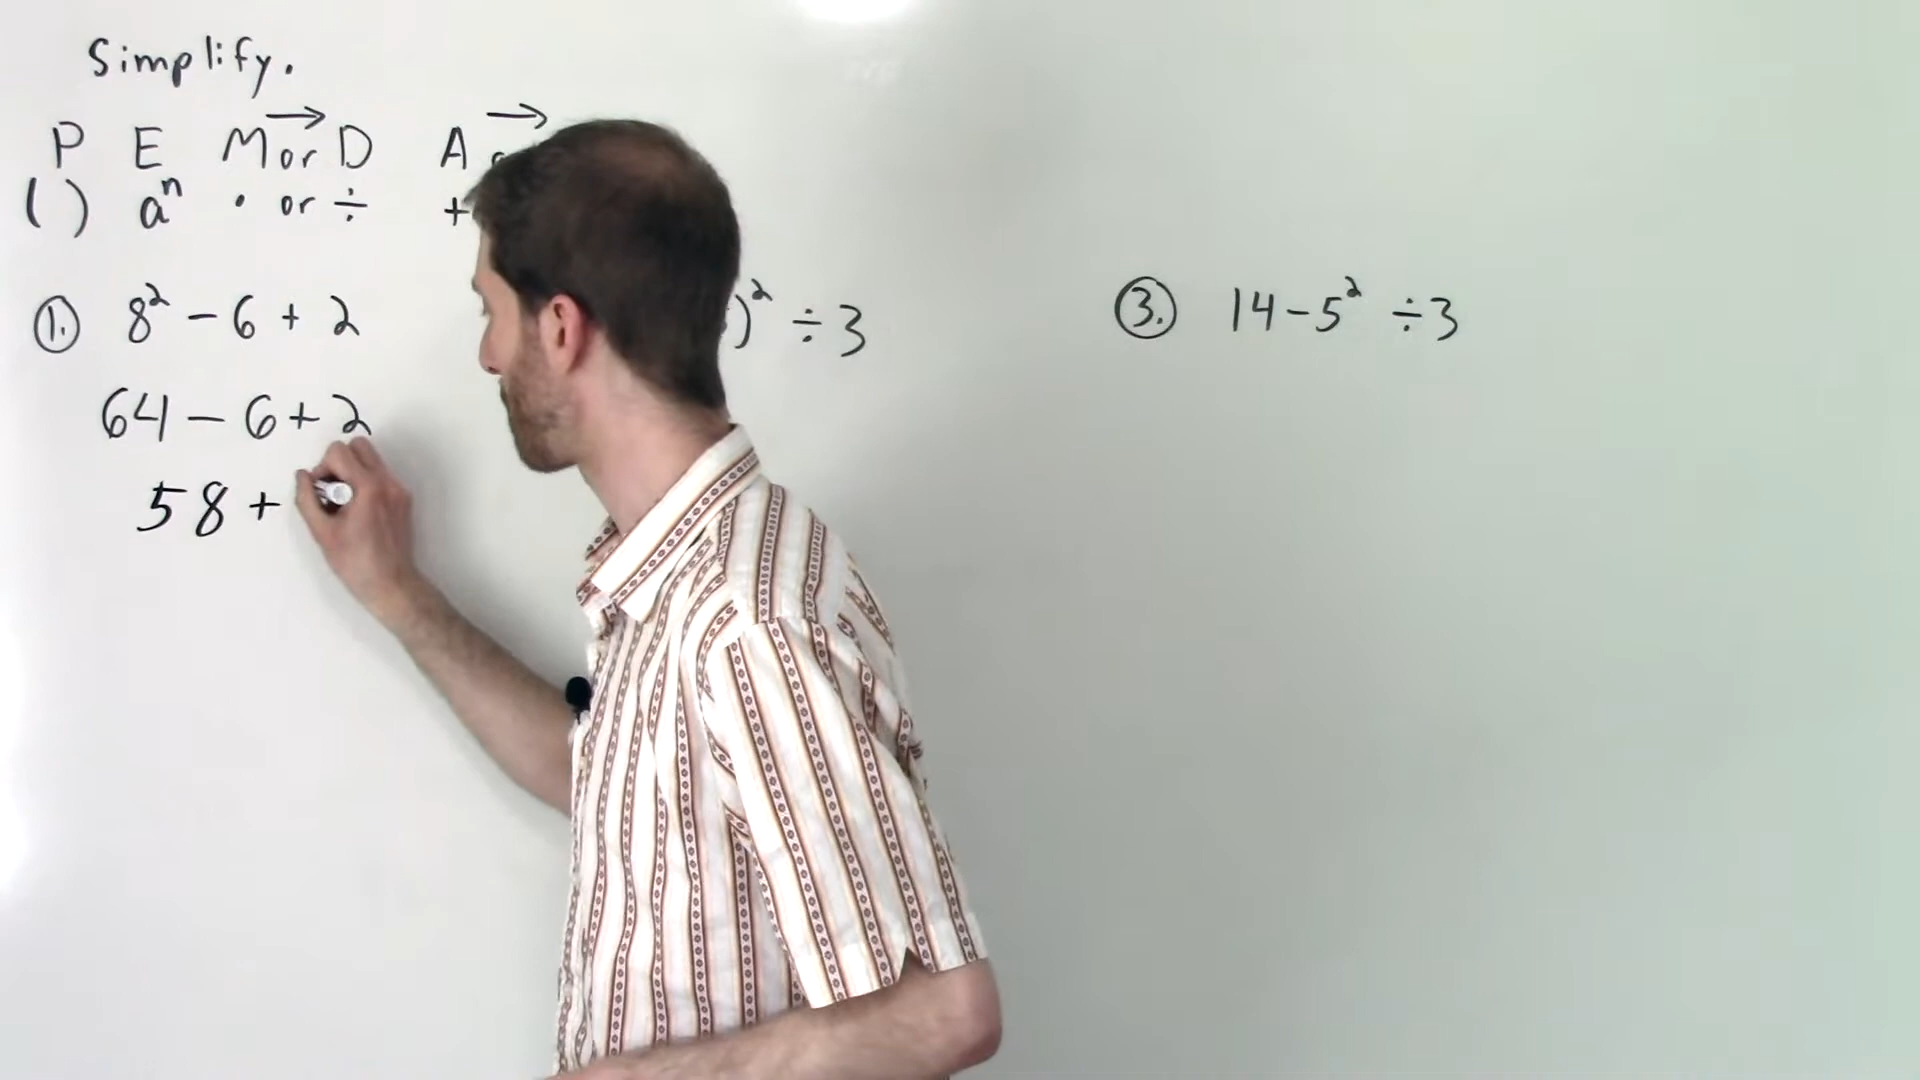 Simplify.
P E M or D A
( ) aⁿ · or ÷ +
① 8² - 6 + 2
64 - 6 + 2
58 +
)² ÷ 3
③ 14 - 5² ÷ 3